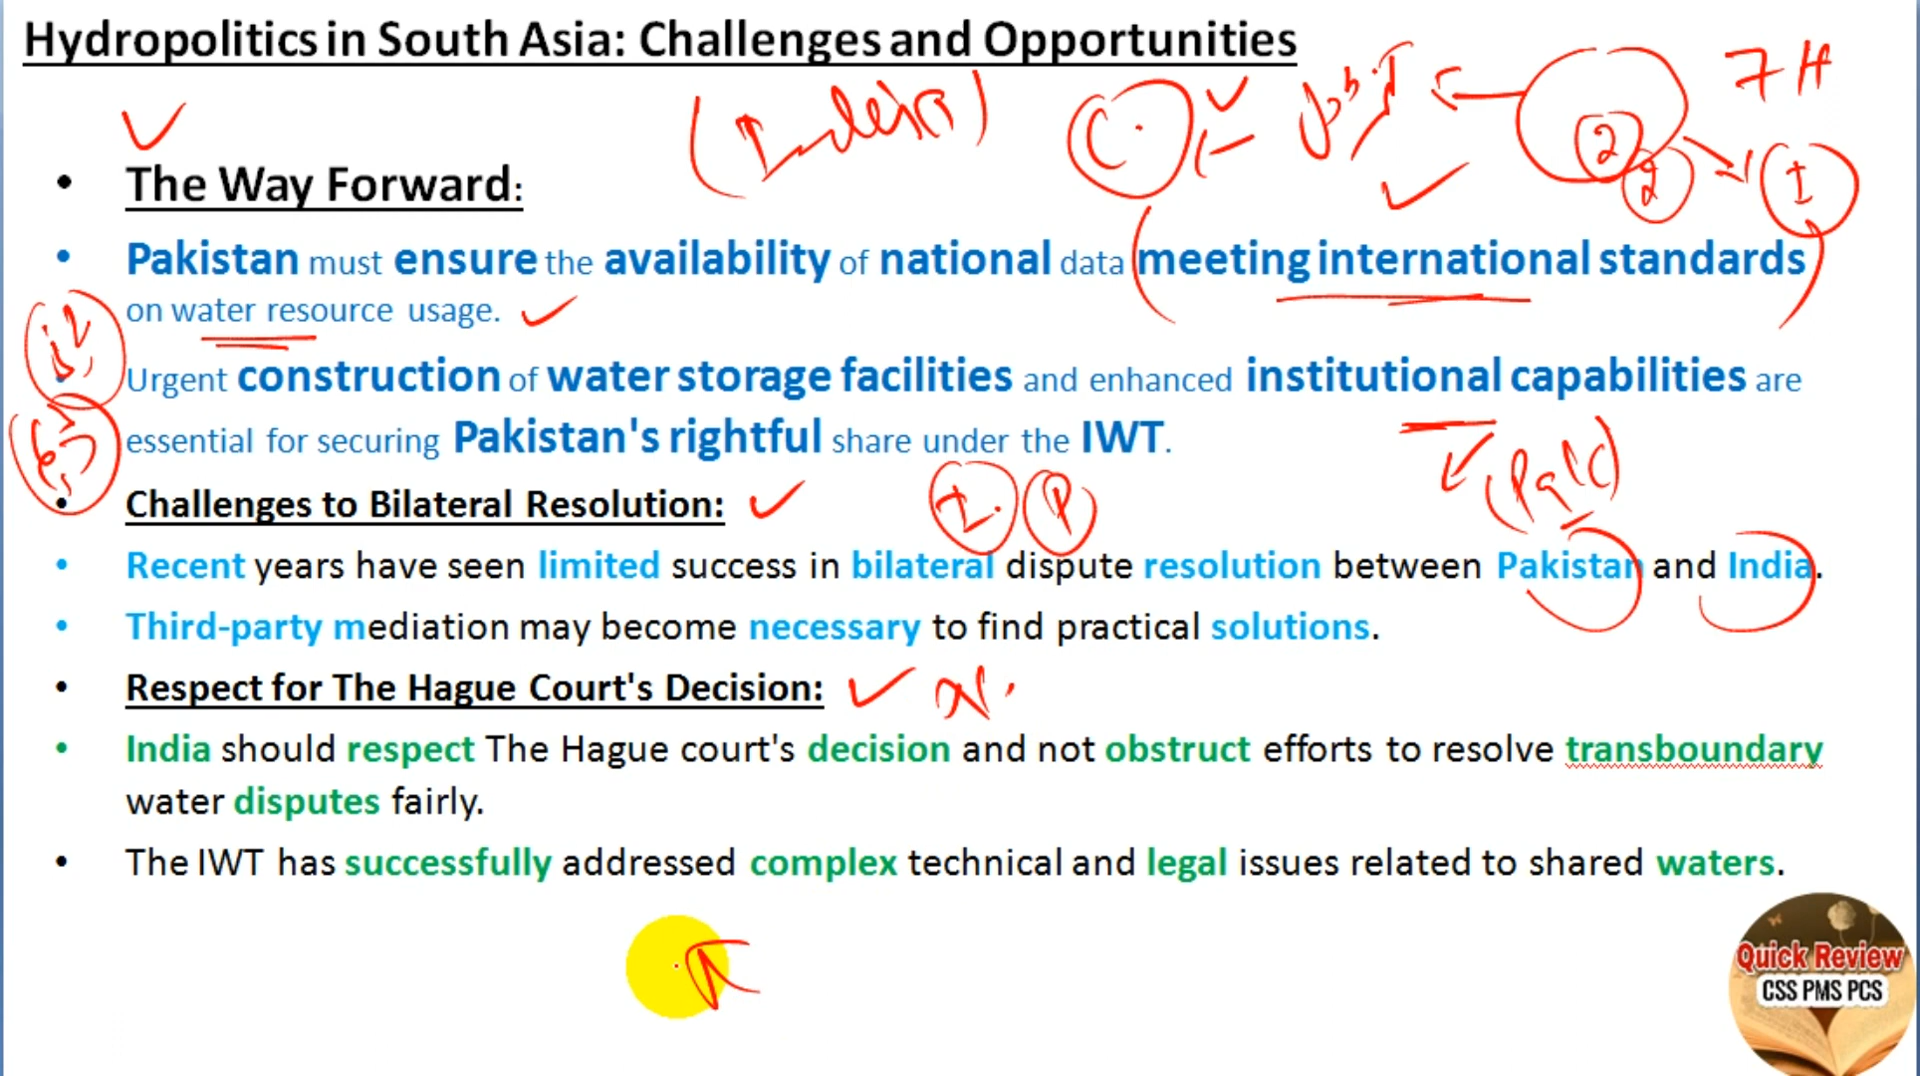 Hydropolitics in South Asia: Challenges and Opportunities
7 H
(India)
C
2
2
I
• The Way Forward:
• Pakistan must ensure the availability of national data meeting international standards
on water resource usage.
• Urgent construction of water storage facilities and enhanced institutional capabilities are
essential for securing Pakistan's rightful share under the IWT.
(Pak)
• Challenges to Bilateral Resolution:
I.
P
• Recent years have seen limited success in bilateral dispute resolution between Pakistan and India.
• Third-party mediation may become necessary to find practical solutions.
• Respect for The Hague Court's Decision:
• India should respect The Hague court's decision and not obstruct efforts to resolve transboundary
water disputes fairly.
• The IWT has successfully addressed complex technical and legal issues related to shared waters.
Quick Review
CSS PMS PCS